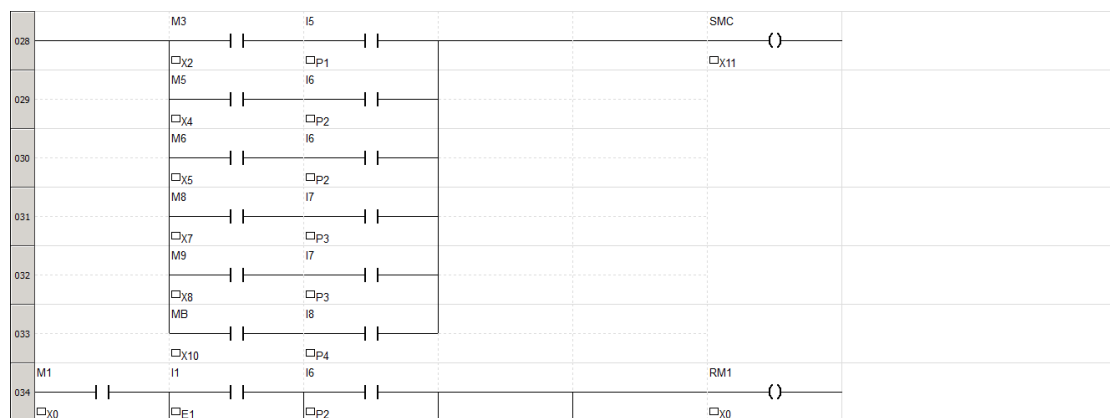 M3 I5 SMC
028
X2 P1 X11
M5 I6
029
X4 P2
M6 I6
030
X5 P2
M8 I7
031
X7 P3
M9 I7
032
X8 P3
MB I8
033
X10 P4
M1 I1 I6 RM1
034
X0 E1 P2 X0